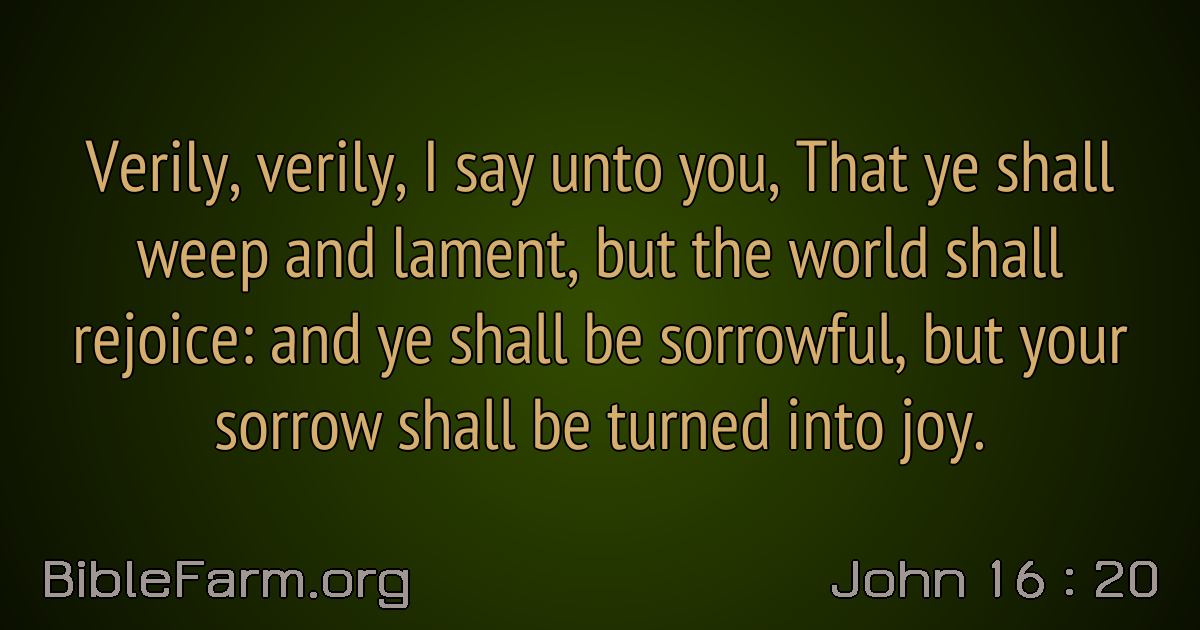 Verily, verily, I say unto you, That ye shall
weep and lament, but the world shall
rejoice: and ye shall be sorrowful, but your
sorrow shall be turned into joy.
BibleFarm.org
John 16 : 20